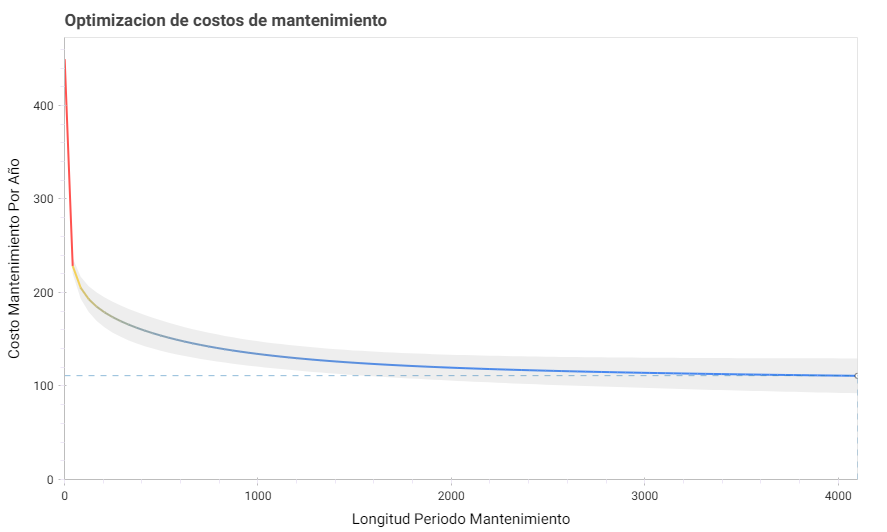 Optimizacion de costos de mantenimiento
Costo Mantenimiento Por Año
400
300
200
100
0
0 1000 2000 3000 4000
Longitud Periodo Mantenimiento